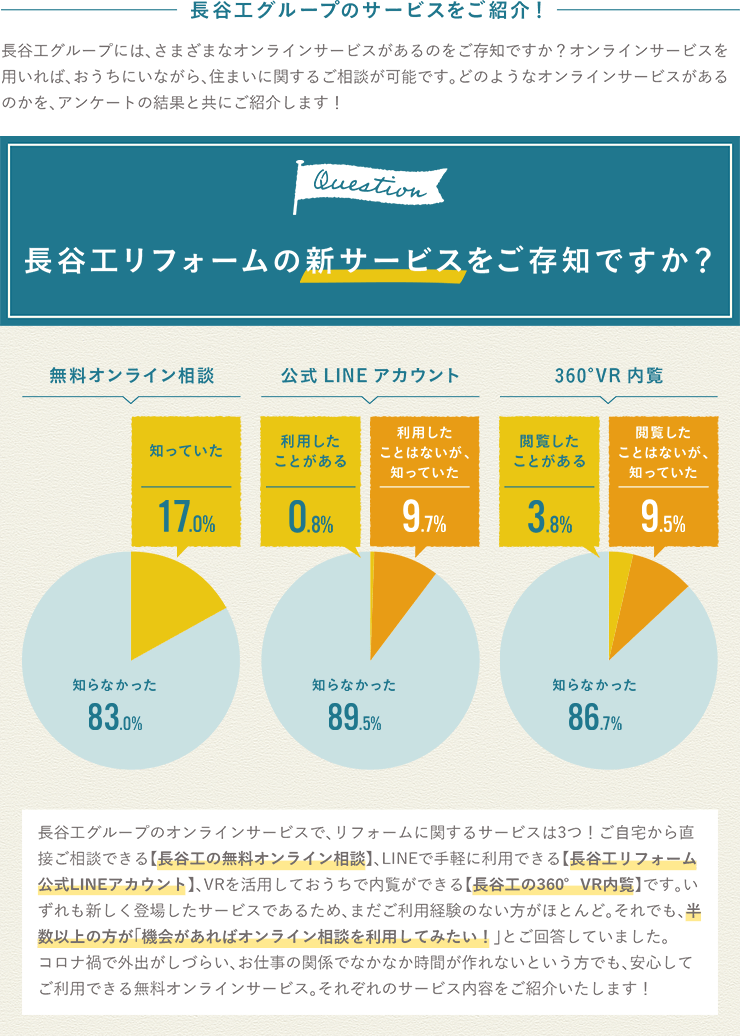 長谷工グループのサービスをご紹介！
長谷工グループには、さまざまなオンラインサービスがあるのをご存知ですか？オンラインサービスを
用いれば、おうちにいながら、住まいに関するご相談が可能です。どのようなオンラインサービスがある
のかを、アンケートの結果と共にご紹介します！
Question
長谷工リフォームの新サービスをご存知ですか？
無料オンライン相談
知っていた
17.0%
知らなかった
83.0%
公式 LINE アカウント
利用した
ことがある
0.8%
利用した
ことはないが、
知っていた
9.7%
知らなかった
89.5%
360°VR 内覧
閲覧した
ことがある
3.8%
閲覧した
ことはないが、
知っていた
9.5%
知らなかった
86.7%
長谷工グループのオンラインサービスで、リフォームに関するサービスは3つ！ご自宅から直
接ご相談できる【長谷工の無料オンライン相談】、LINEで手軽に利用できる【長谷工リフォーム
公式LINEアカウント】、VRを活用しておうちで内覧ができる【長谷工の360°VR内覧】です。い
ずれも新しく登場したサービスであるため、まだご利用経験のない方がほとんど。それでも、半
数以上の方が「機会があればオンライン相談を利用してみたい！」とご回答していました。
コロナ禍で外出がしづらい、お仕事の関係でなかなか時間が作れないという方でも、安心して
ご利用できる無料オンラインサービス。それぞれのサービス内容をご紹介いたします！